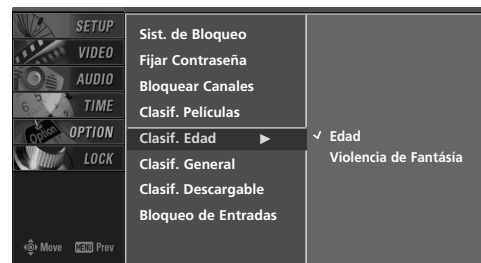 SETUP
VIDEO
AUDIO
TIME
OPTION
LOCK
Move MENU Prev
Sist. de Bloqueo
Fijar Contraseña
Bloquear Canales
Clasif. Películas
Clasif. Edad ►
Clasif. General
Clasif. Descargable
Bloqueo de Entradas
✓ Edad
Violencia de Fantásía